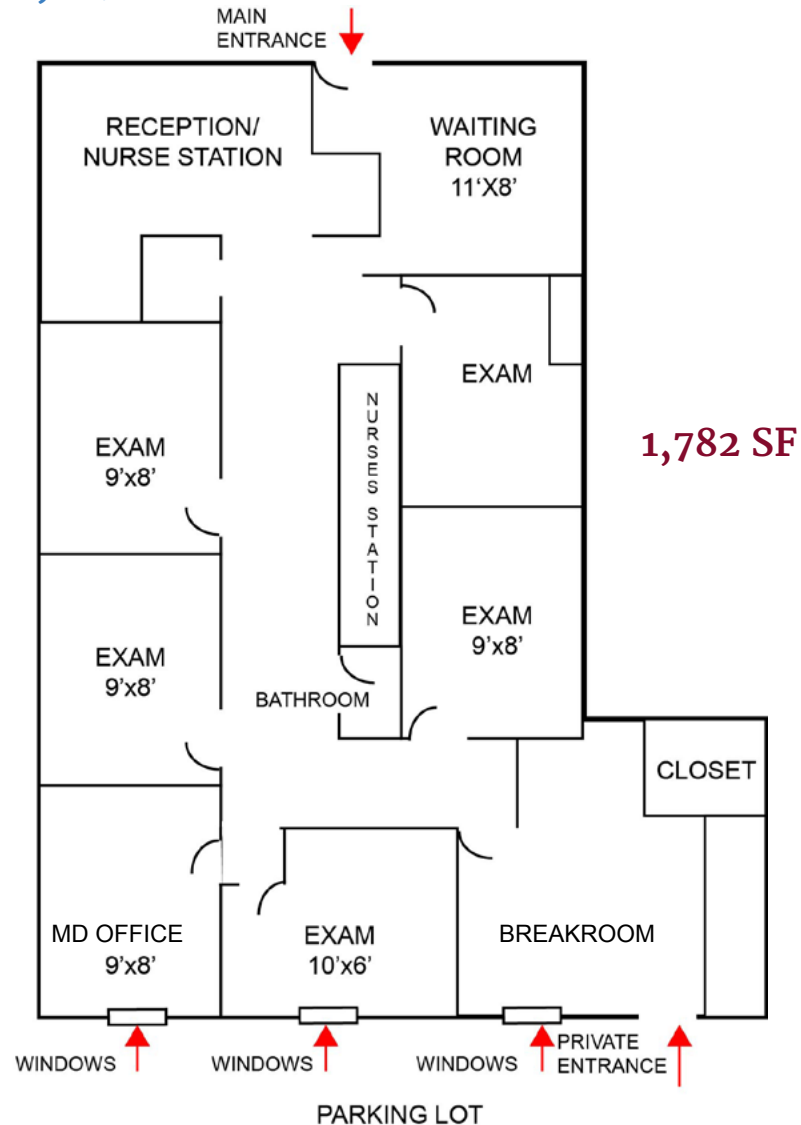 MAIN
ENTRANCE
RECEPTION/
NURSE STATION
WAITING
ROOM
11'X8'
EXAM
1,782 SF
EXAM
9'x8'
NURSES STATION
EXAM
9'x8'
EXAM
9'x8'
BATHROOM
CLOSET
MD OFFICE
9'x8'
EXAM
10'x6'
BREAKROOM
WINDOWS
WINDOWS
WINDOWS
PRIVATE
ENTRANCE
PARKING LOT